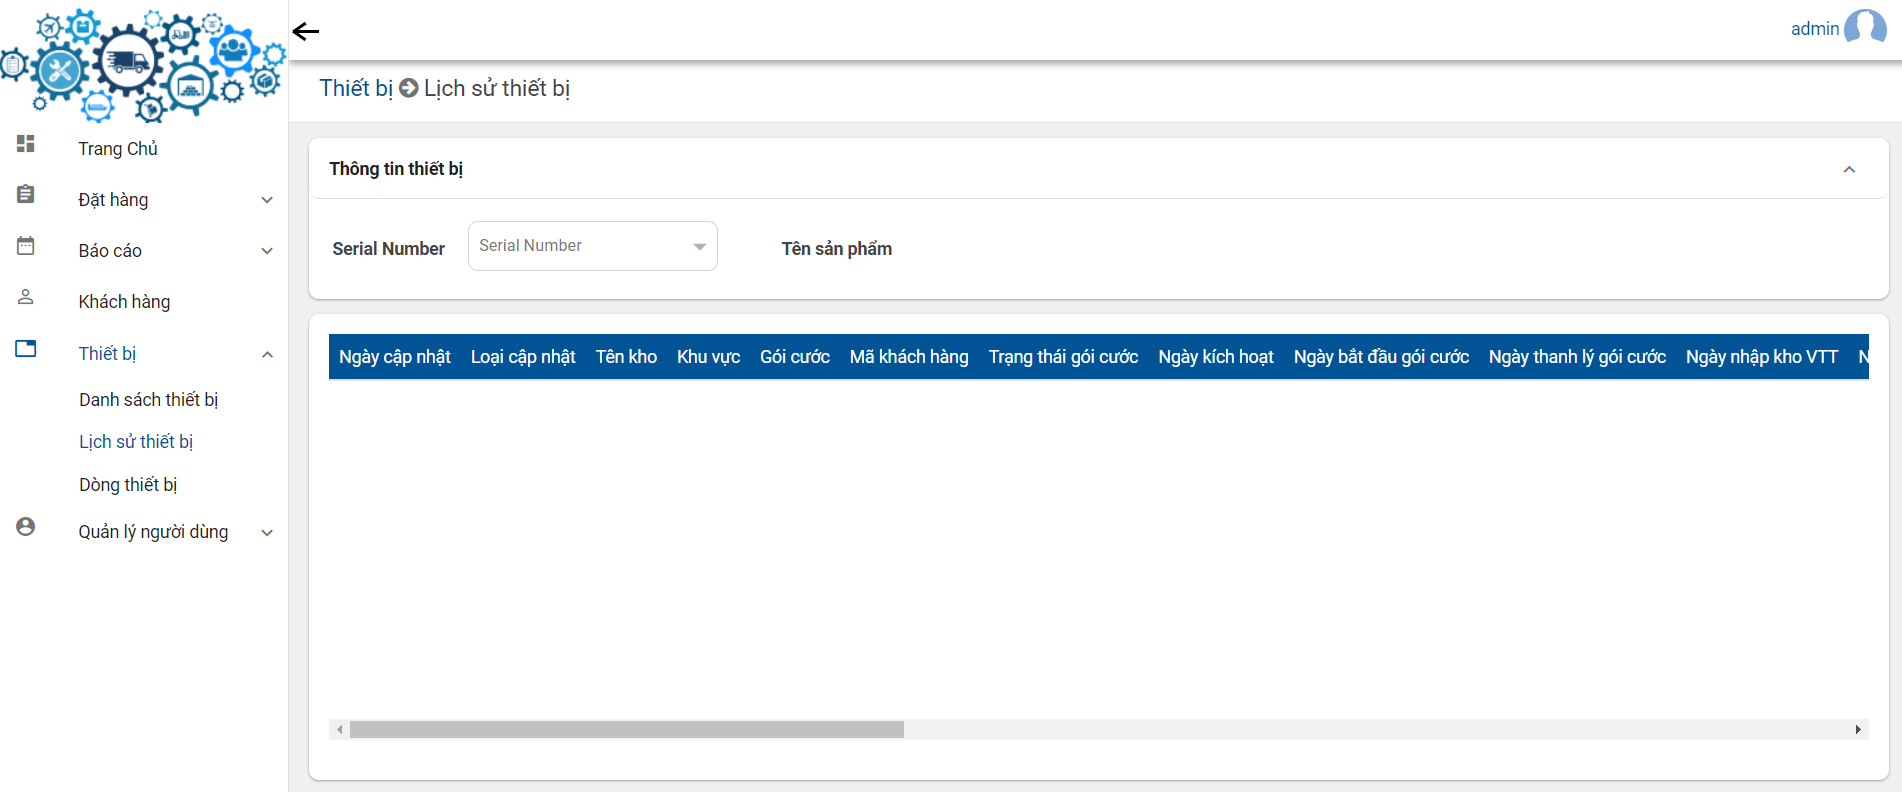 admin
Thiết bị Lịch sử thiết bị
Trang Chủ
Đặt hàng
Báo cáo
Khách hàng
Thiết bị
Danh sách thiết bị
Lịch sử thiết bị
Dòng thiết bị
Quản lý người dùng
Thông tin thiết bị
Serial Number Serial Number Tên sản phẩm
Ngày cập nhật Loại cập nhật Tên kho Khu vực Gói cước Mã khách hàng Trạng thái gói cước Ngày kích hoạt Ngày bắt đầu gói cước Ngày thanh lý gói cước Ngày nhập kho VTT